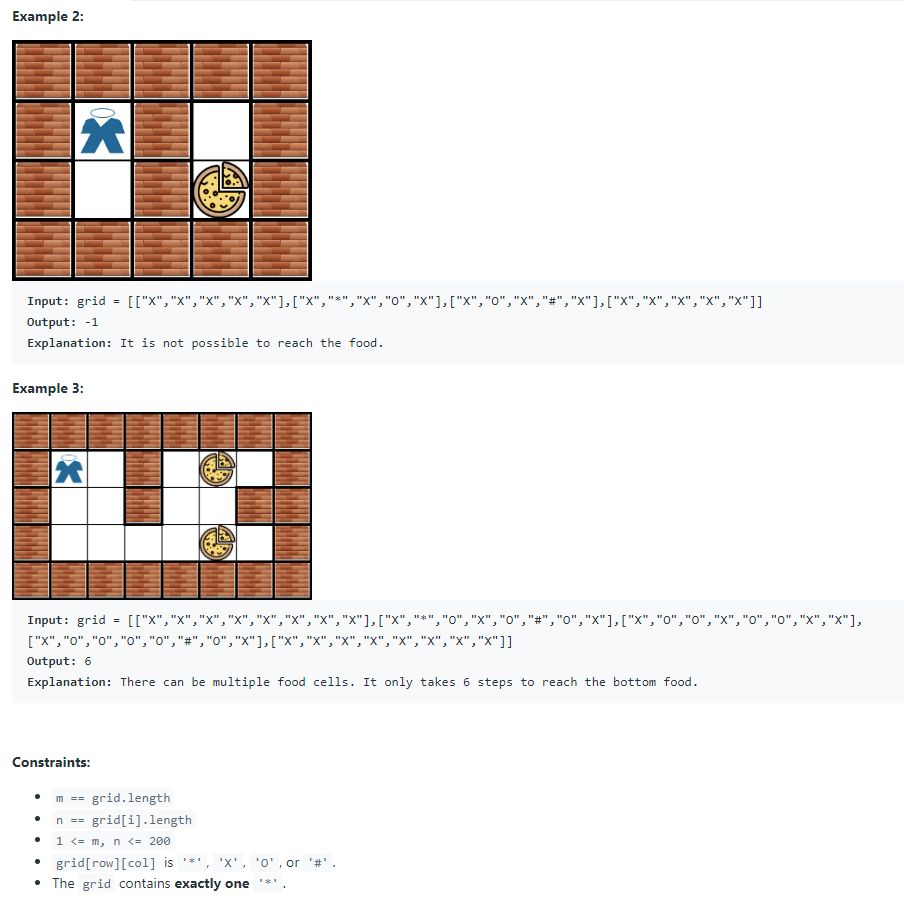 Example 2:
Input: grid = [["X","X","X","X","X"],["X","*","X","O","X"],["X","O","X","#","X"],["X","X","X","X","X"]]
Output: -1
Explanation: It is not possible to reach the food.
Example 3:
Input: grid = [["X","X","X","X","X","X","X","X"],["X","*","O","X","O","#","O","X"],["X","O","O","X","O","O","X","X"],
["X","O","O","O","O","#","O","X"],["X","X","X","X","X","X","X","X"]]
Output: 6
Explanation: There can be multiple food cells. It only takes 6 steps to reach the bottom food.
Constraints:
• m == grid.length
• n == grid[i].length
• 1 <= m, n <= 200
• grid[row][col] is '*', 'X', 'O', or '#'.
• The grid contains exactly one '*'.